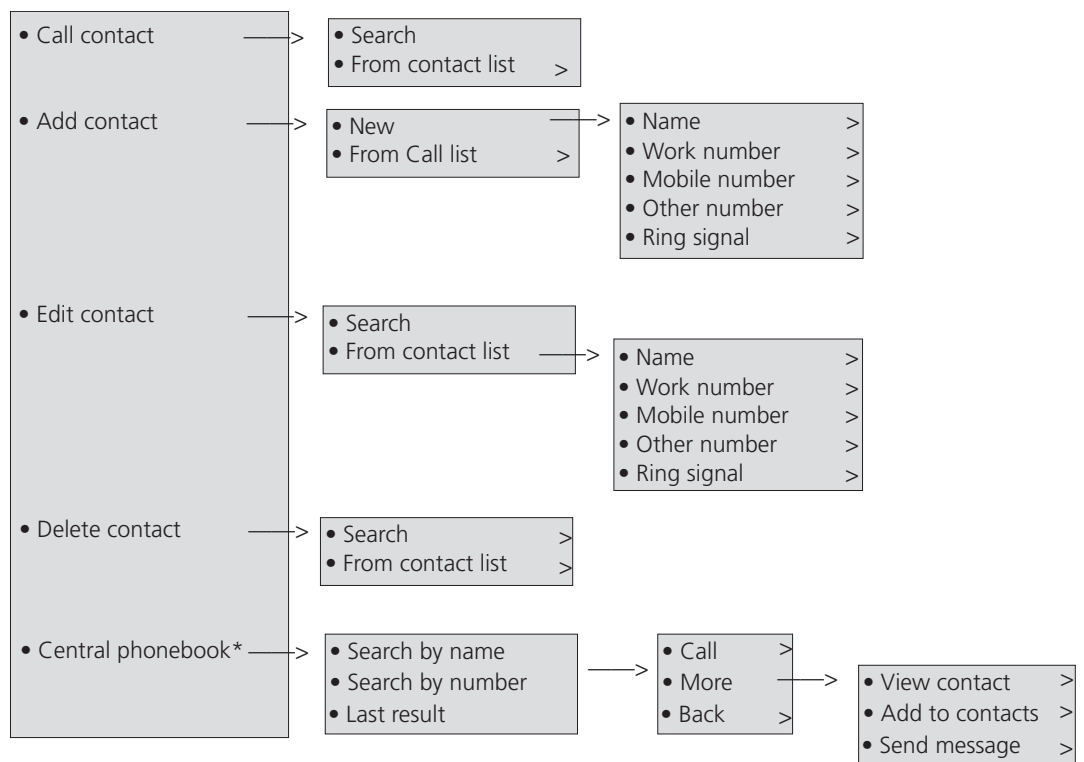 • Call contact
• Search
• From contact list >
• Add contact
• New
• From Call list >
• Name >
• Work number >
• Mobile number >
• Other number >
• Ring signal >
• Edit contact
• Search
• From contact list
• Name >
• Work number >
• Mobile number >
• Other number >
• Ring signal >
• Delete contact
• Search >
• From contact list >
• Central phonebook*
• Search by name
• Search by number
• Last result
• Call >
• More
• Back >
• View contact >
• Add to contacts >
• Send message >